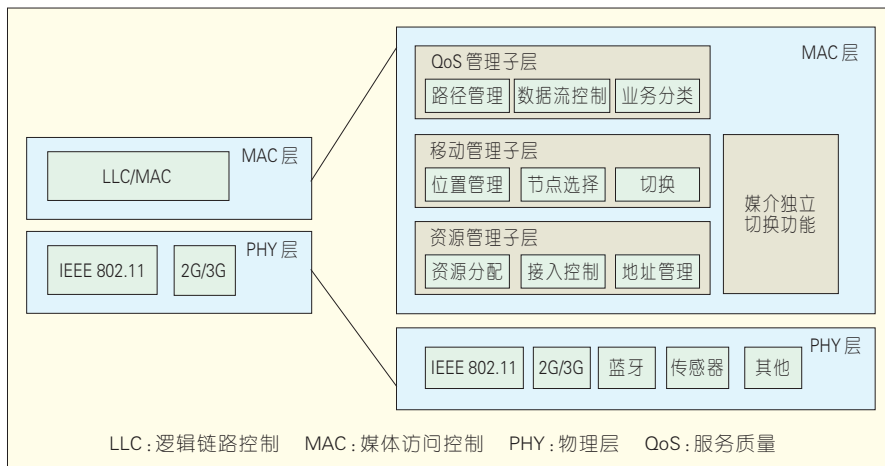 MAC 层
LLC/MAC
PHY 层
IEEE 802.11 2G/3G
MAC 层
QoS 管理子层
路径管理 数据流控制 业务分类
移动管理子层
位置管理 节点选择 切换
资源管理子层
资源分配 接入控制 地址管理
媒介独立
切换功能
PHY 层
IEEE 802.11 2G/3G 蓝牙 传感器 其他
LLC:逻辑链路控制 MAC:媒体访问控制 PHY:物理层 QoS:服务质量